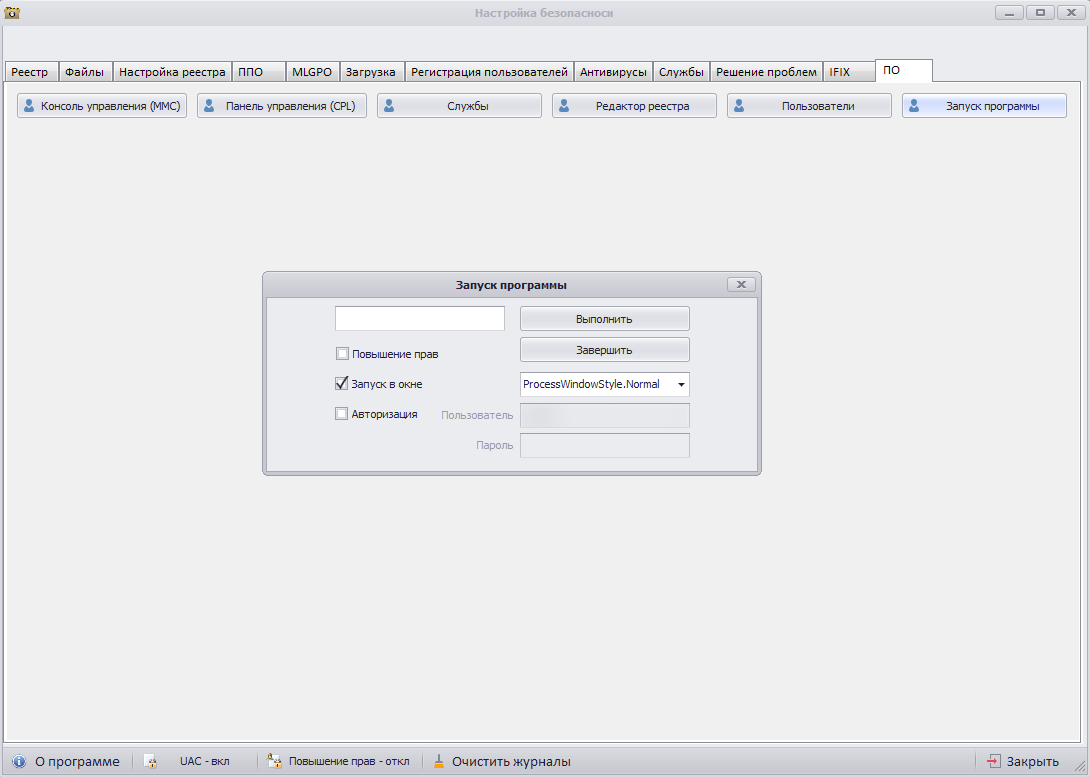 Настройка безопасноси
Реестр Файлы Настройка реестра ППО MLGPO Загрузка Регистрация пользователей Антивирусы Службы Решение проблем IFIX ПО
Консоль управления (MMC) Панель управления (CPL) Службы Редактор реестра Пользователи Запуск программы
Запуск программы
Выполнить
Повышение прав Завершить
Запуск в окне ProcessWindowStyle.Normal
Авторизация Пользователь
Пароль
О программе UAC - вкл Повышение прав - откл Очистить журналы Закрыть